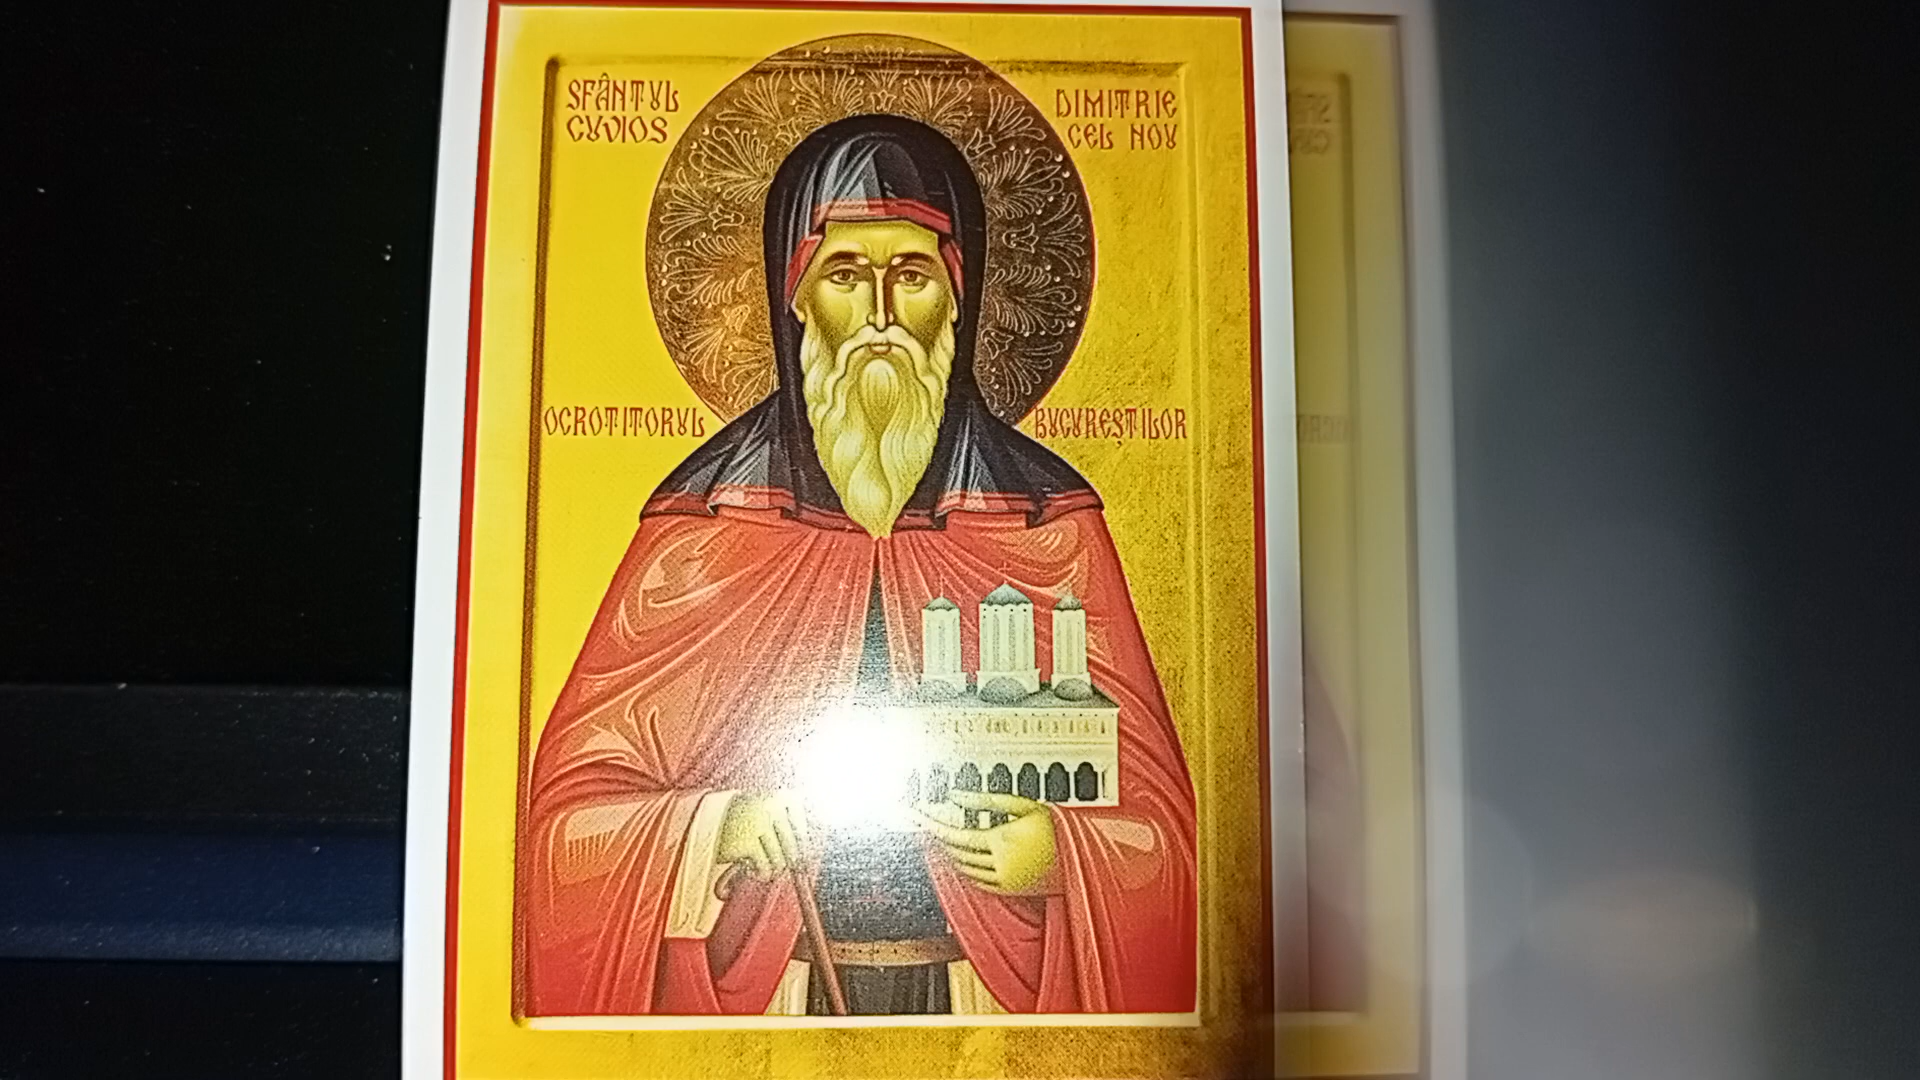 SFÂNTUL
CUVIOS
DIMITRIE
CEL NOU
OCROTITORUL
BUCUREȘTILOR